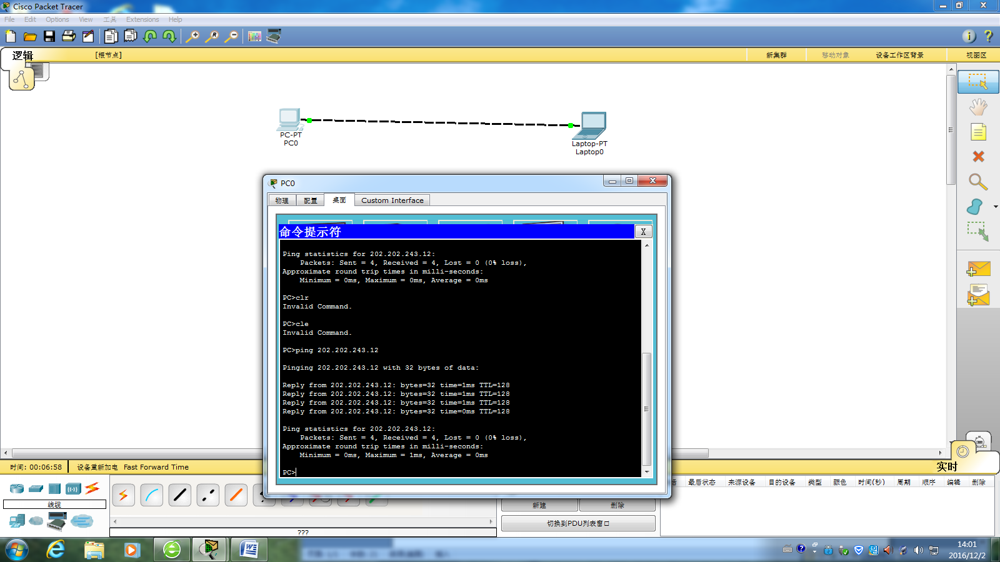 Cisco Packet Tracer
File Edit Options View 工具 Extensions Help
逻辑 [根节点] 新集群 移动对象 设备工作区背景 视图区
PC-PT
PC0
Laptop-PT
Laptop0
PC0
物理 配置 桌面 Custom Interface
命令提示符 X
Ping statistics for 202.202.243.12:
Packets: Sent = 4, Received = 4, Lost = 0 (0% loss),
Approximate round trip times in milli-seconds:
Minimum = 0ms, Maximum = 0ms, Average = 0ms
PC>clr
Invalid Command.
PC>cle
Invalid Command.
PC>ping 202.202.243.12
Pinging 202.202.243.12 with 32 bytes of data:
Reply from 202.202.243.12: bytes=32 time=1ms TTL=128
Reply from 202.202.243.12: bytes=32 time=1ms TTL=128
Reply from 202.202.243.12: bytes=32 time=1ms TTL=128
Reply from 202.202.243.12: bytes=32 time=0ms TTL=128
Ping statistics for 202.202.243.12:
Packets: Sent = 4, Received = 4, Lost = 0 (0% loss),
Approximate round trip times in milli-seconds:
Minimum = 0ms, Maximum = 1ms, Average = 0ms
PC>
时间: 00:06:58 设备重新加电 Fast Forward Time 实时
最后状态 来源设备 目的设备 类型 颜色 时间(秒) 周期 顺序 编辑 删除
线缆
新建 删除
切换到PDU列表窗口
???
14:01
2016/12/2